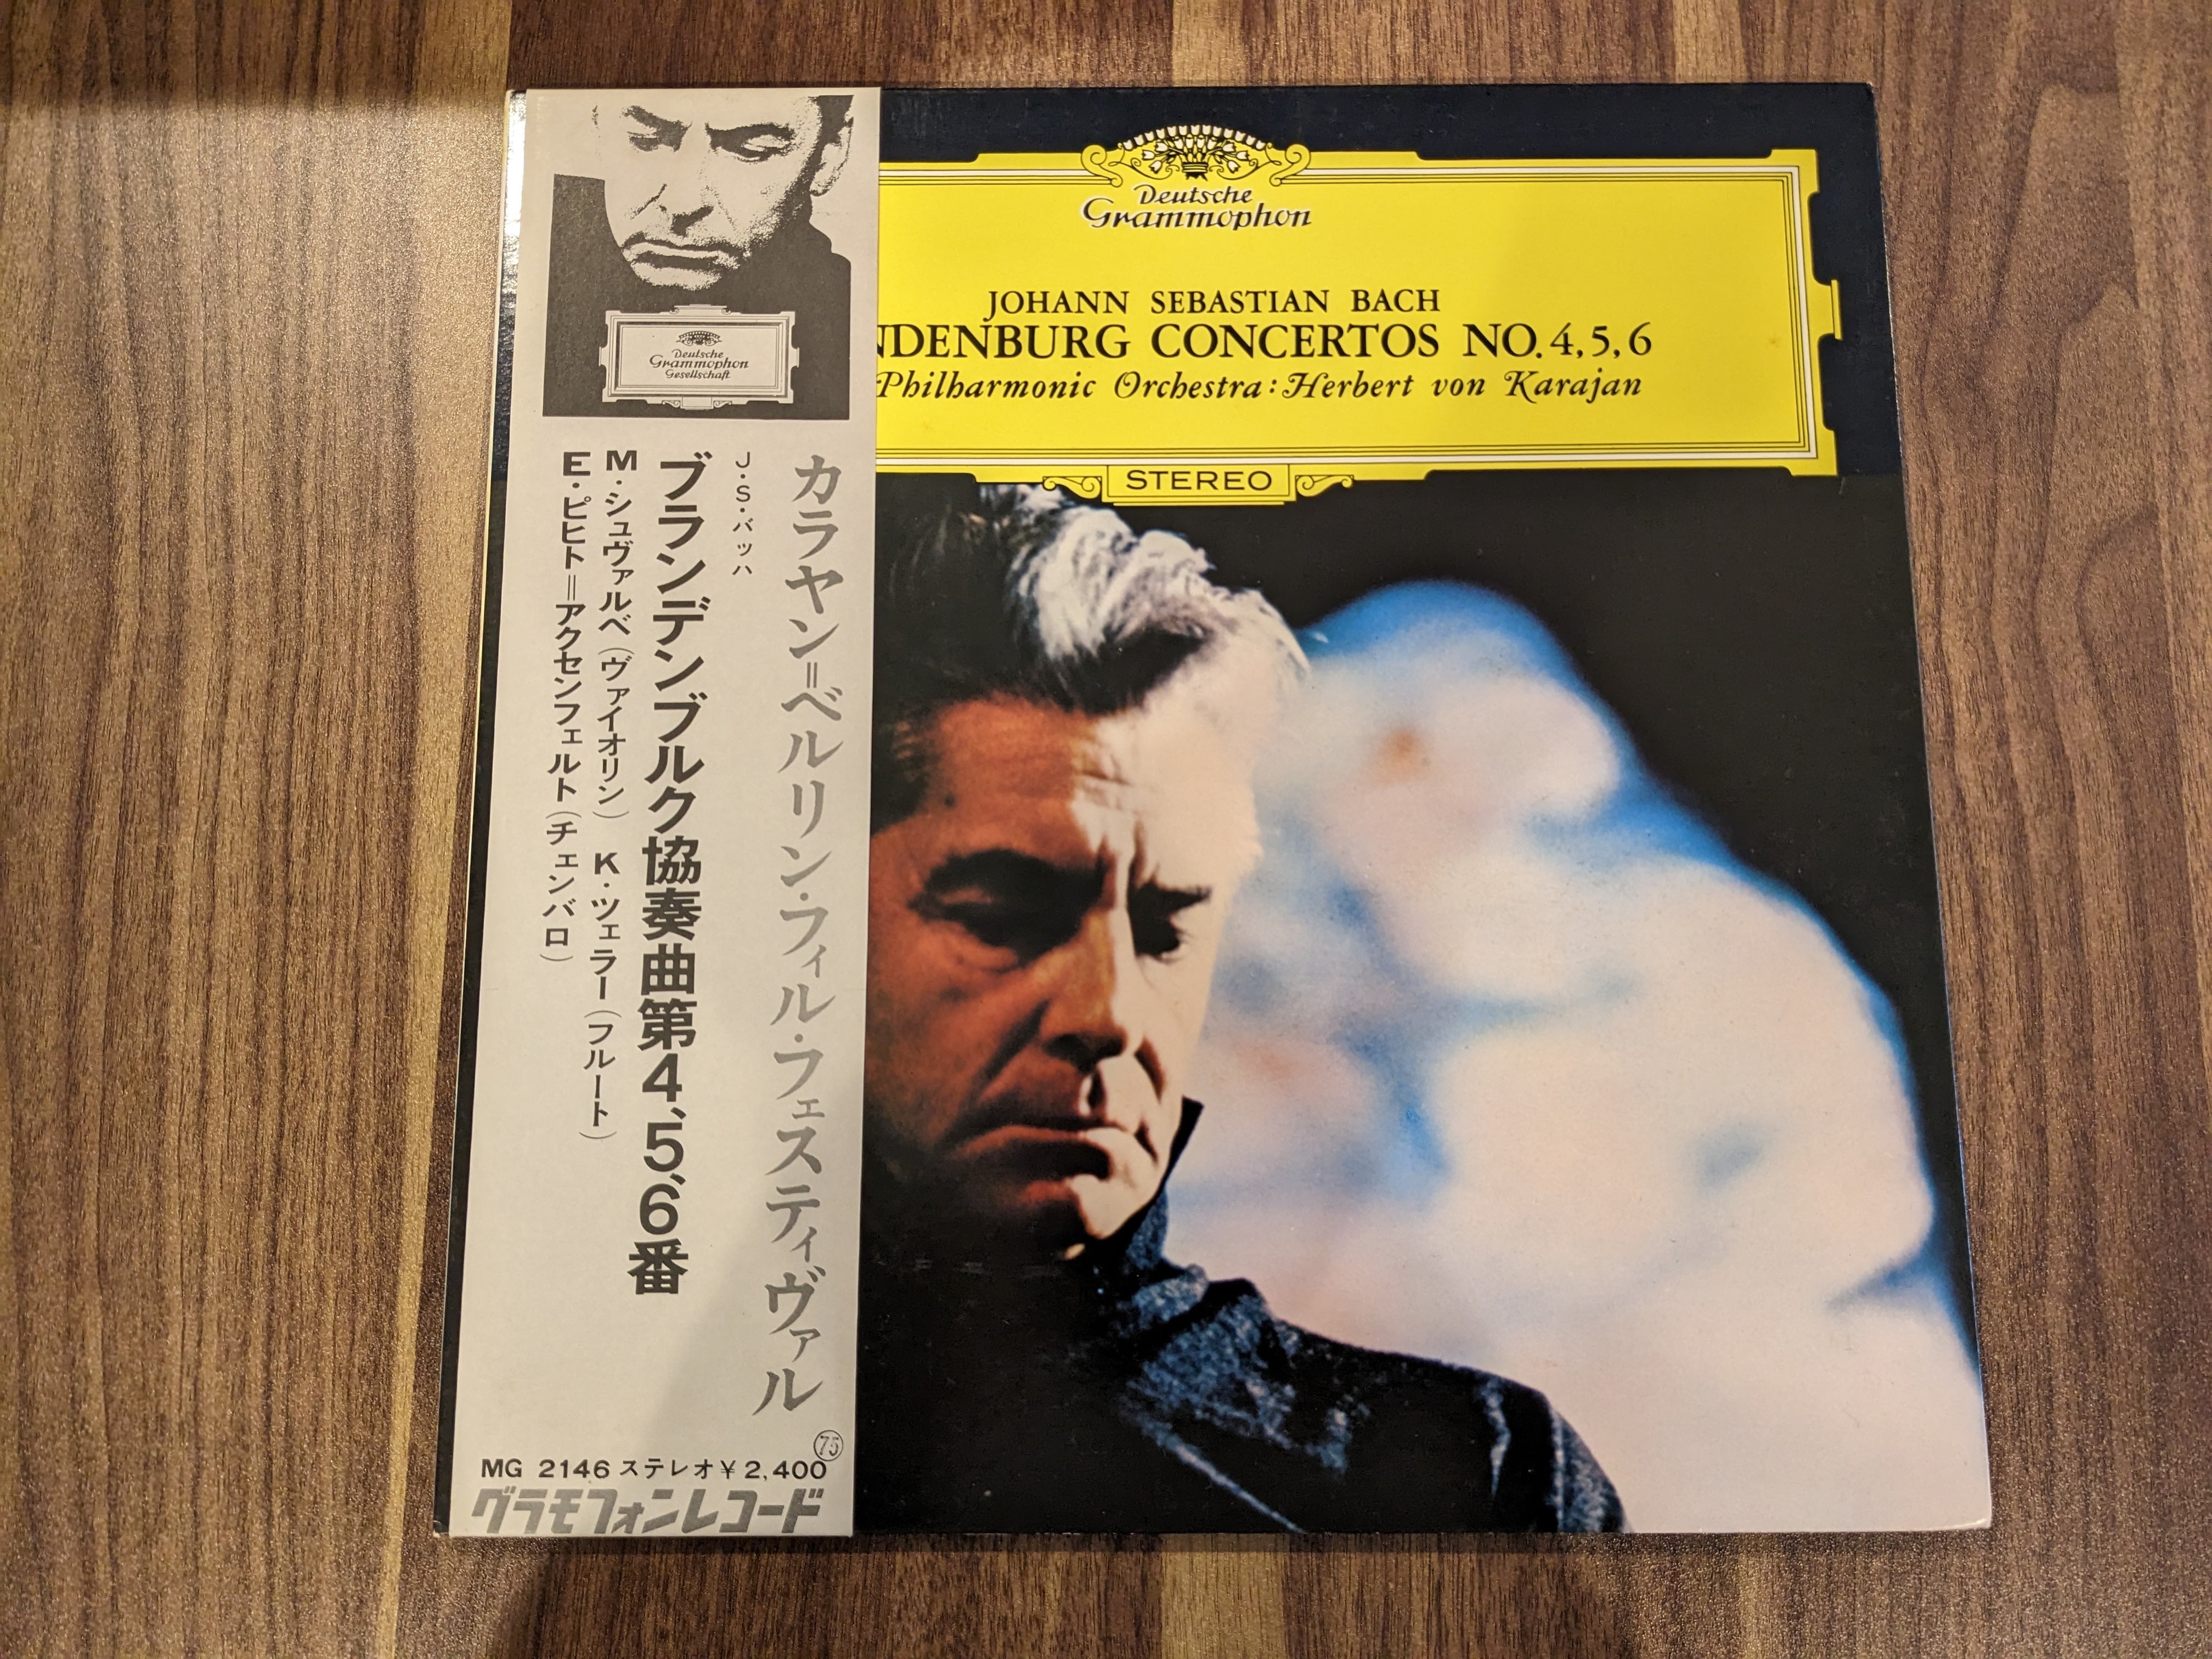 Deutsche
Grammophon
Gesellschaft
カラヤン=ベルリン・フィル・フェスティヴァル
J・S・バッハ
ブランデンブルク協奏曲第4、5、6番
M・シュヴァルベ(ヴァイオリン) K・ツェラー(フルート)
E・ピヒト=アクセンフェルト(チェンバロ)
75
MG 2146 ステレオ ¥2,400
グラモフォンレコード
Deutsche
Grammophon
JOHANN SEBASTIAN BACH
NDENBURG CONCERTOS NO. 4, 5, 6
Philharmonic Orchestra: Herbert von Karajan
STEREO